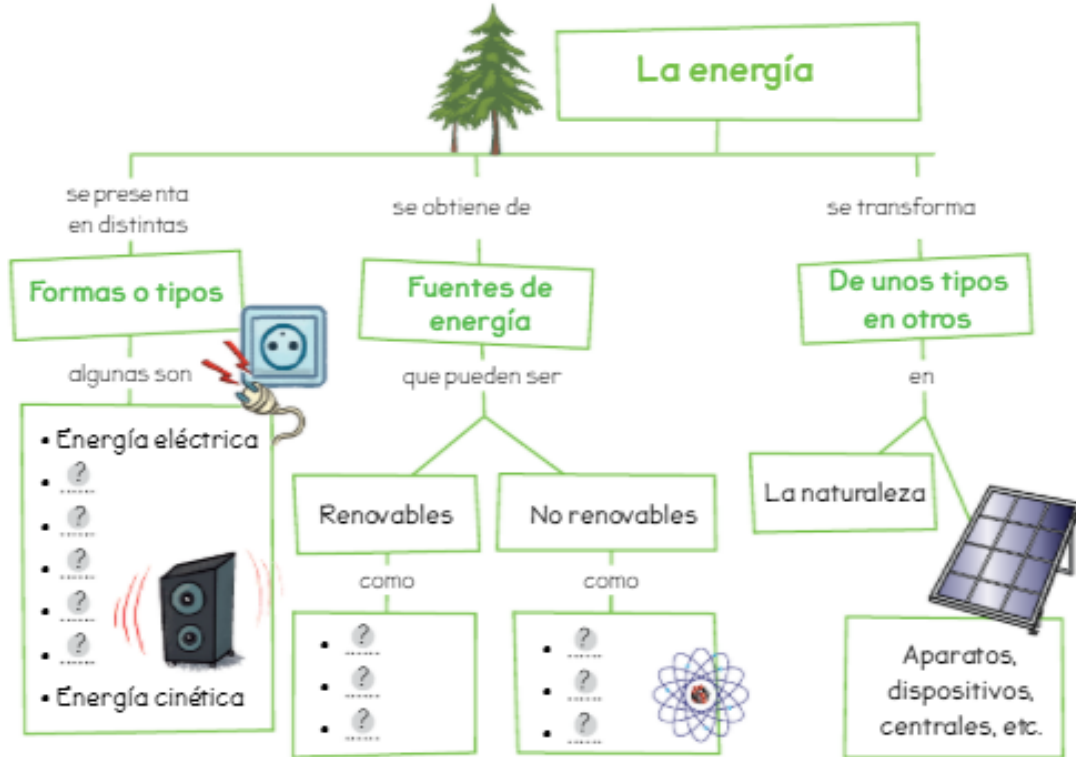 La energía
se presenta
en distintas
se obtiene de
se transforma
Formas o tipos
Fuentes de
energía
De unos tipos
en otros
algunas son
que pueden ser
en
• Energía eléctrica
• ?
• ?
• ?
• ?
• ?
• Energía cinética
Renovables
No renovables
La naturaleza
como
como
• ?
• ?
• ?
• ?
• ?
• ?
Aparatos,
dispositivos,
centrales, etc.